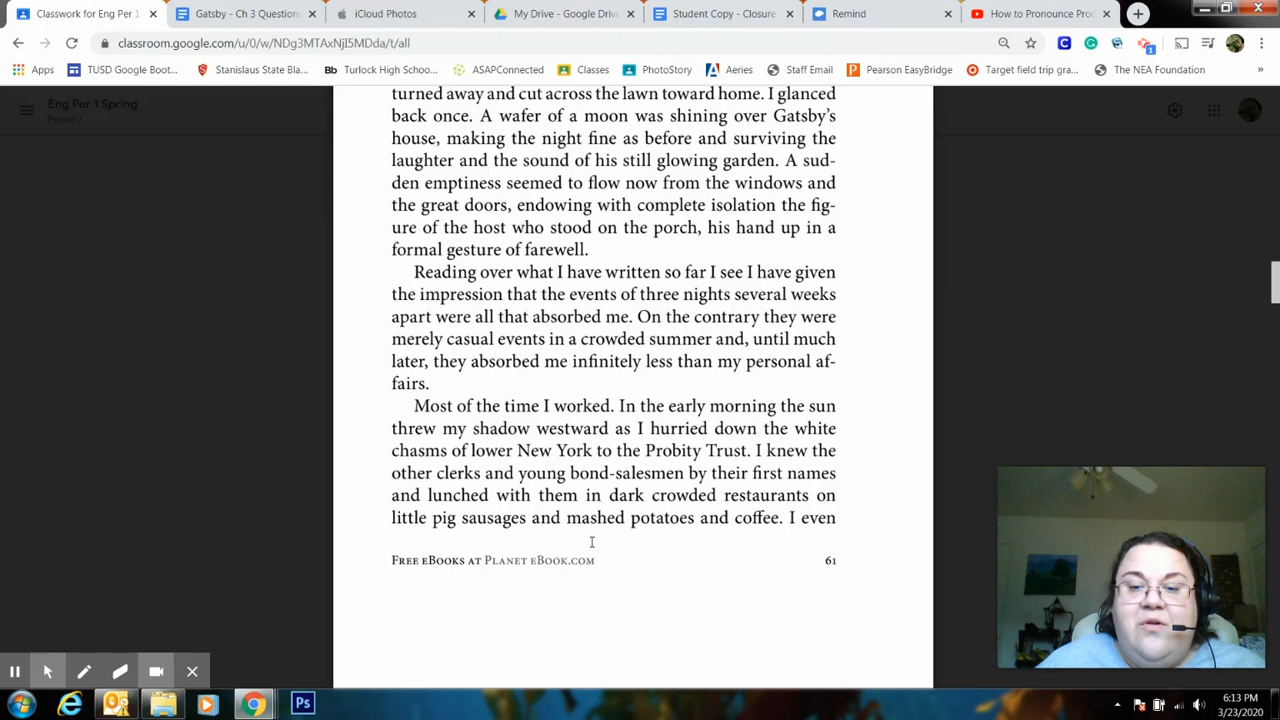 Classwork for Eng Per 1
Gatsby - Ch 3 Question
iCloud Photos
My Drive - Google Driv
Student Copy - Closure
Remind
How to Pronounce Pro
classroom.google.com/u/0/w/NDg3MTAxNjI5MDda/t/all
Apps
TUSD Google Boot...
Stanislaus State Bla...
Bb Turlock High Schoo...
ASAPConnected
Classes
PhotoStory
Aeries
Staff Email
Pearson EasyBridge
Target field trip gra...
The NEA Foundation
»
Eng Per 1 Spring
Period 1
turned away and cut across the lawn toward home. I glanced
back once. A wafer of a moon was shining over Gatsby’s
house, making the night fine as before and surviving the
laughter and the sound of his still glowing garden. A sud-
den emptiness seemed to flow now from the windows and
the great doors, endowing with complete isolation the fig-
ure of the host who stood on the porch, his hand up in a
formal gesture of farewell.
Reading over what I have written so far I see I have given
the impression that the events of three nights several weeks
apart were all that absorbed me. On the contrary they were
merely casual events in a crowded summer and, until much
later, they absorbed me infinitely less than my personal af-
fairs.
Most of the time I worked. In the early morning the sun
threw my shadow westward as I hurried down the white
chasms of lower New York to the Probity Trust. I knew the
other clerks and young bond-salesmen by their first names
and lunched with them in dark crowded restaurants on
little pig sausages and mashed potatoes and coffee. I even
Free eBooks at Planet eBook.com
61
Ps
6:13 PM
3/23/2020